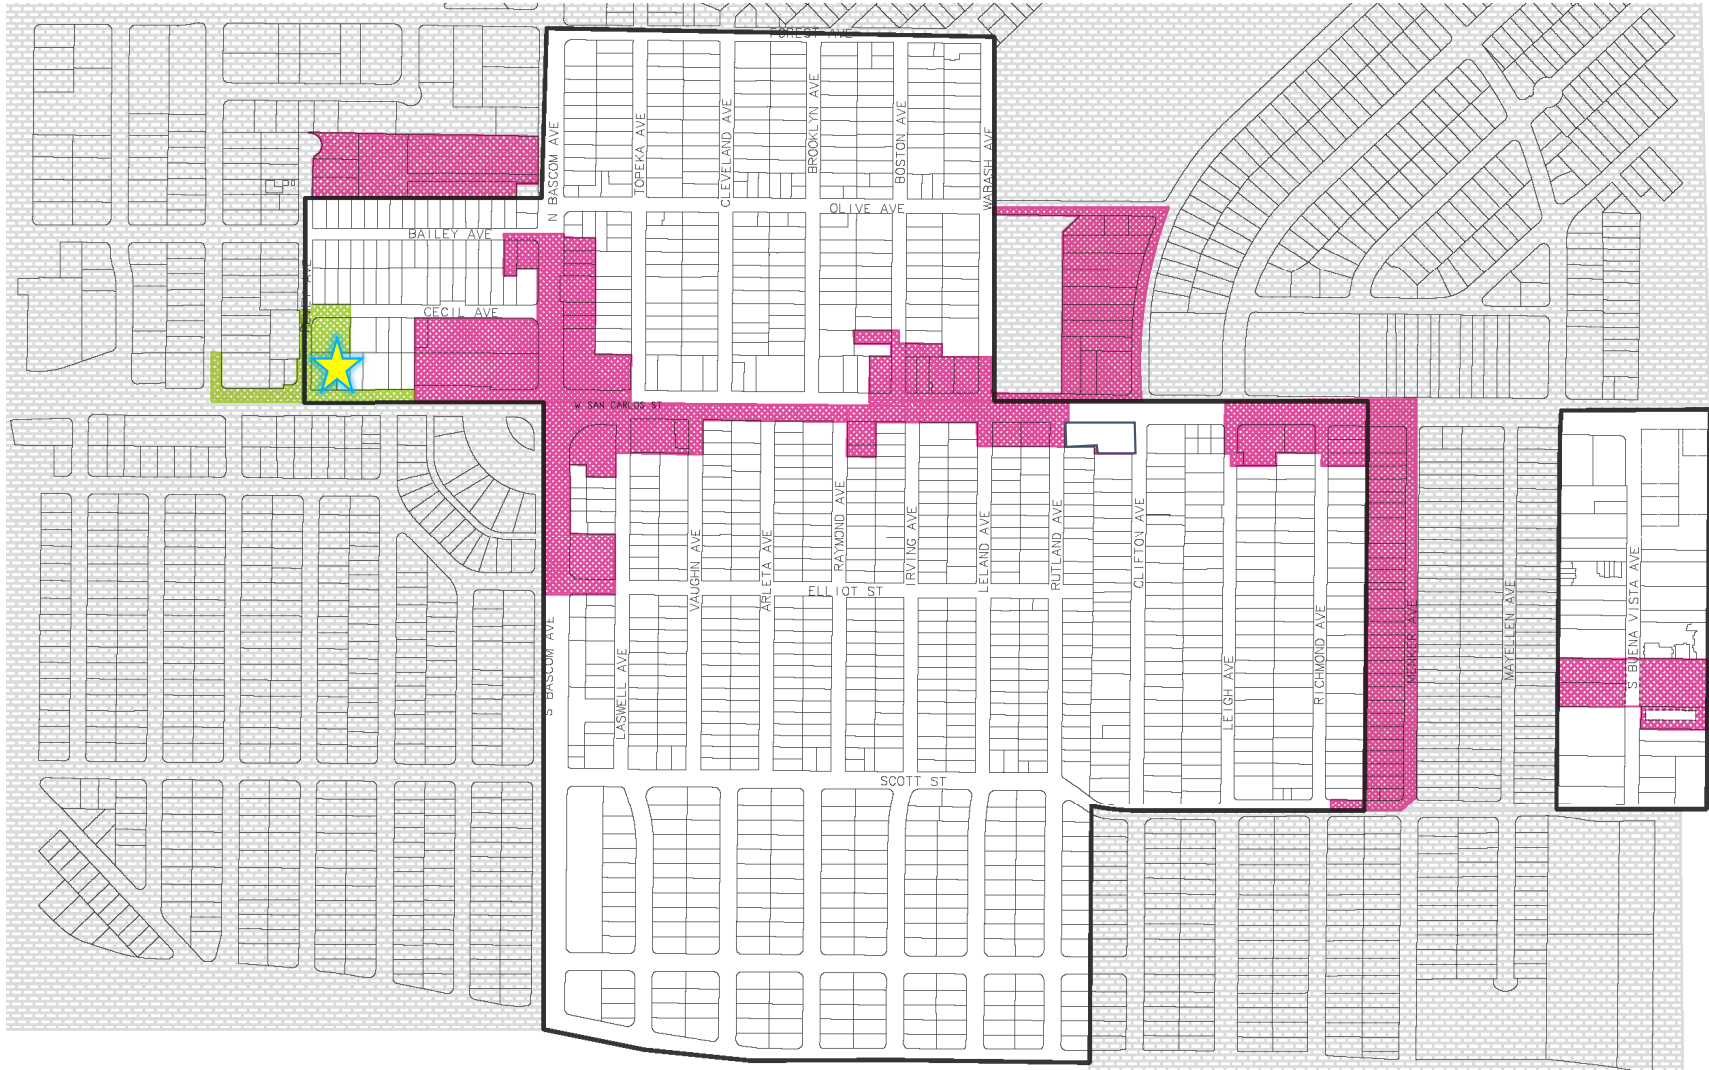 FOREST AVE
N BASCOM AVE
TOPEKA AVE
CLEVELAND AVE
BROOKLYN AVE
BOSTON AVE
WABASH AVE
OLIVE AVE
BAILEY AVE
AVE
CECIL AVE
W SAN CARLOS ST
S BASCOM AVE
LASWELL AVE
VAUGHN AVE
ARLETA AVE
RAYMOND AVE
IRVING AVE
LELAND AVE
RUTLAND AVE
CLIFTON AVE
LEIGH AVE
RICHMOND AVE
MENKER AVE
MAYELLEN AVE
S BUENA VISTA AVE
ELLIOT ST
SCOTT ST